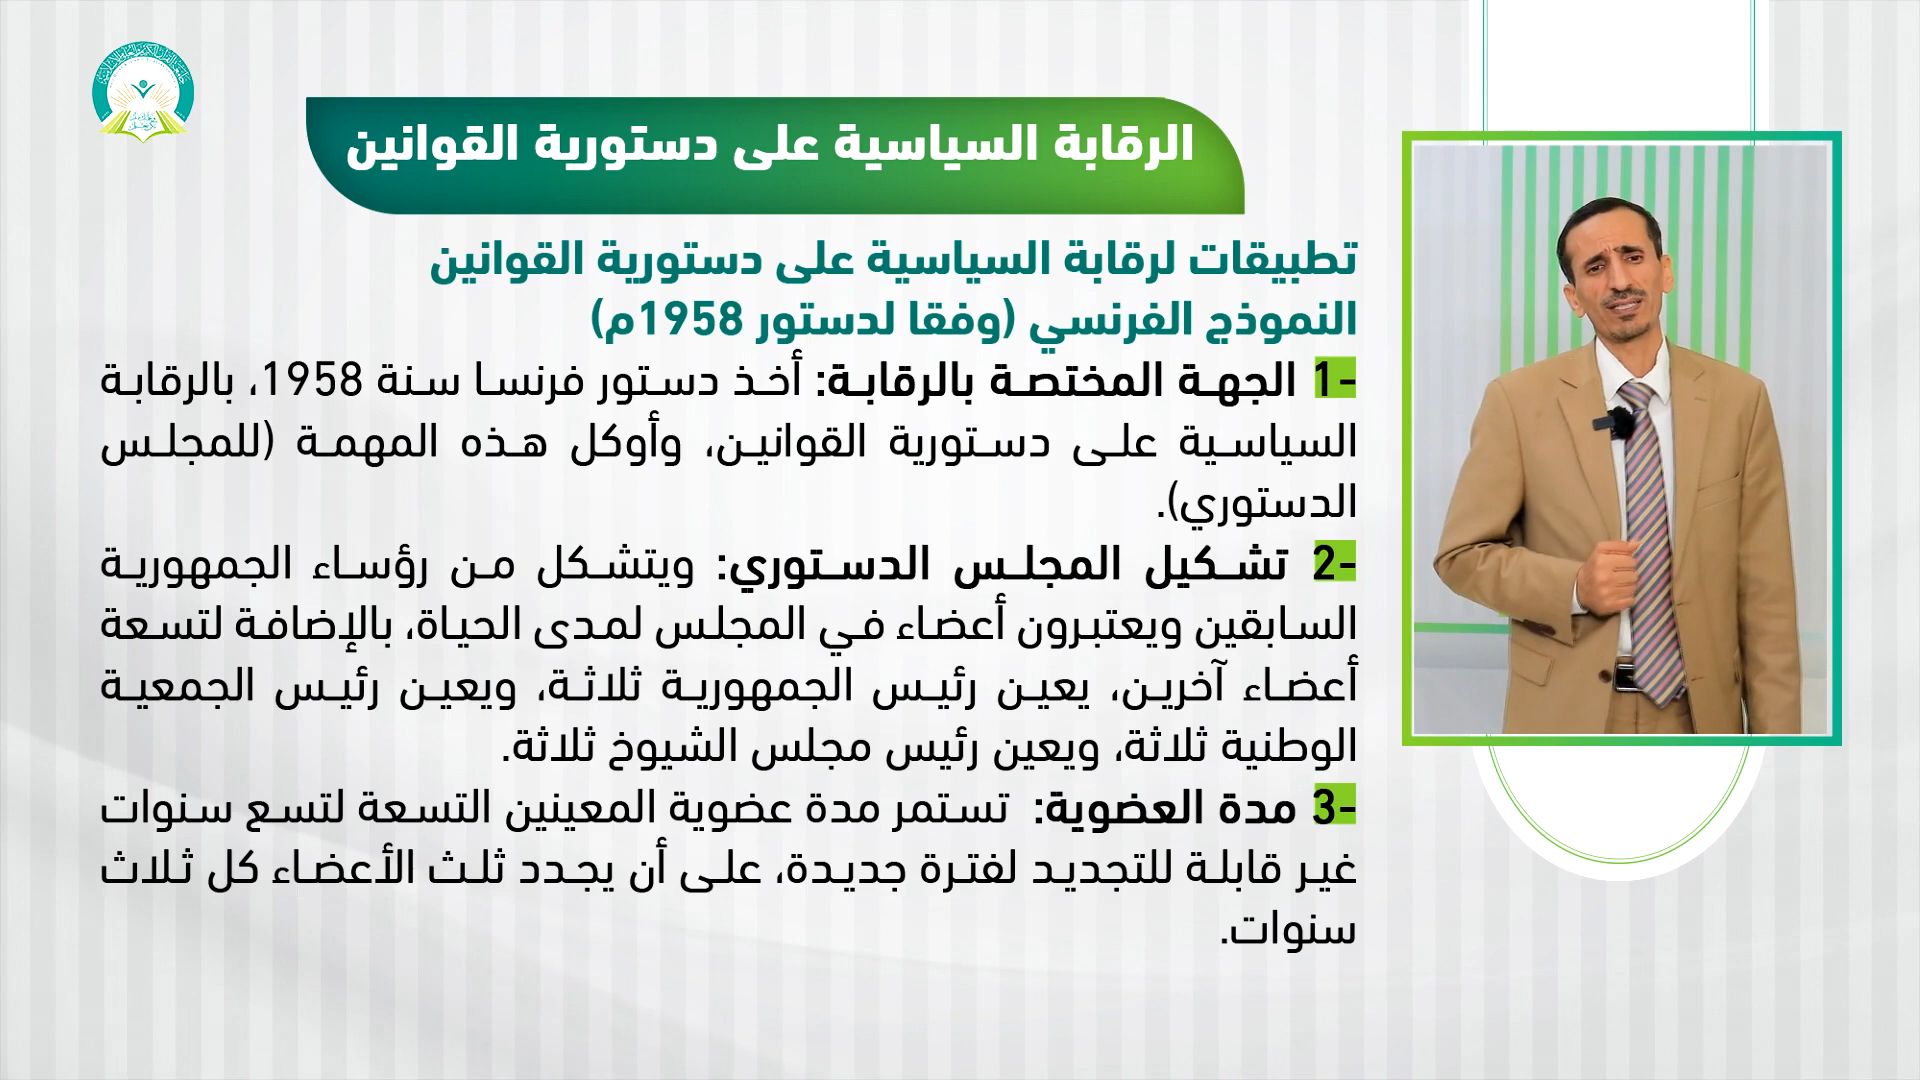 الرقابة السياسية على دستورية القوانين
تطبيقات لرقابة السياسية على دستورية القوانين
النموذج الفرنسي (وفقا لدستور 1958م)
1- الجهة المختصة بالرقابة: أخذ دستور فرنسا سنة 1958، بالرقابة
السياسية على دستورية القوانين، وأوكل هذه المهمة (للمجلس
الدستوري).
2- تشكيل المجلس الدستوري: ويتشكل من رؤساء الجمهورية
السابقين ويعتبرون أعضاء في المجلس لمدى الحياة، بالإضافة لتسعة
أعضاء آخرين، يعين رئيس الجمهورية ثلاثة، ويعين رئيس الجمعية
الوطنية ثلاثة، ويعين رئيس مجلس الشيوخ ثلاثة.
3- مدة العضوية: تستمر مدة عضوية المعينين التسعة لتسع سنوات
غير قابلة للتجديد لفترة جديدة، على أن يجدد ثلث الأعضاء كل ثلاث
سنوات.